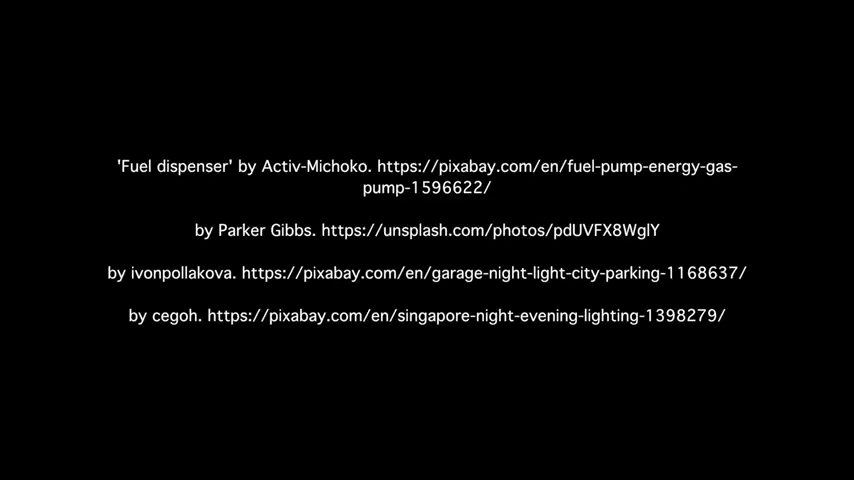 'Fuel dispenser' by Activ-Michoko. https://pixabay.com/en/fuel-pump-energy-gas-
pump-1596622/
by Parker Gibbs. https://unsplash.com/photos/pdUVFX8WglY
by ivonpollakova. https://pixabay.com/en/garage-night-light-city-parking-1168637/
by cegoh. https://pixabay.com/en/singapore-night-evening-lighting-1398279/